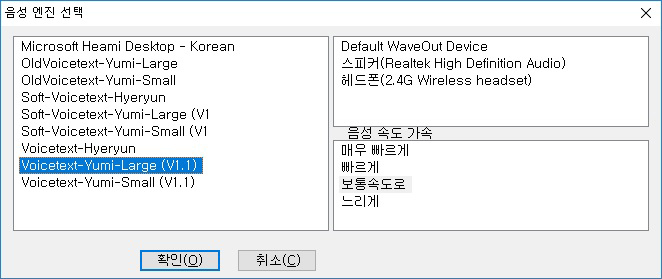 음성 엔진 선택
Microsoft Heami Desktop - Korean
OldVoicetext-Yumi-Large
OldVoicetext-Yumi-Small
Soft-Voicetext-Hyeryun
Soft-Voicetext-Yumi-Large (V1
Soft-Voicetext-Yumi-Small (V1
Voicetext-Hyeryun
Voicetext-Yumi-Large (V1.1)
Voicetext-Yumi-Small (V1.1)
Default WaveOut Device
스피커(Realtek High Definition Audio)
헤드폰(2.4G Wireless headset)
음성 속도 가속
매우 빠르게
빠르게
보통속도로
느리게
확인(O)
취소(C)